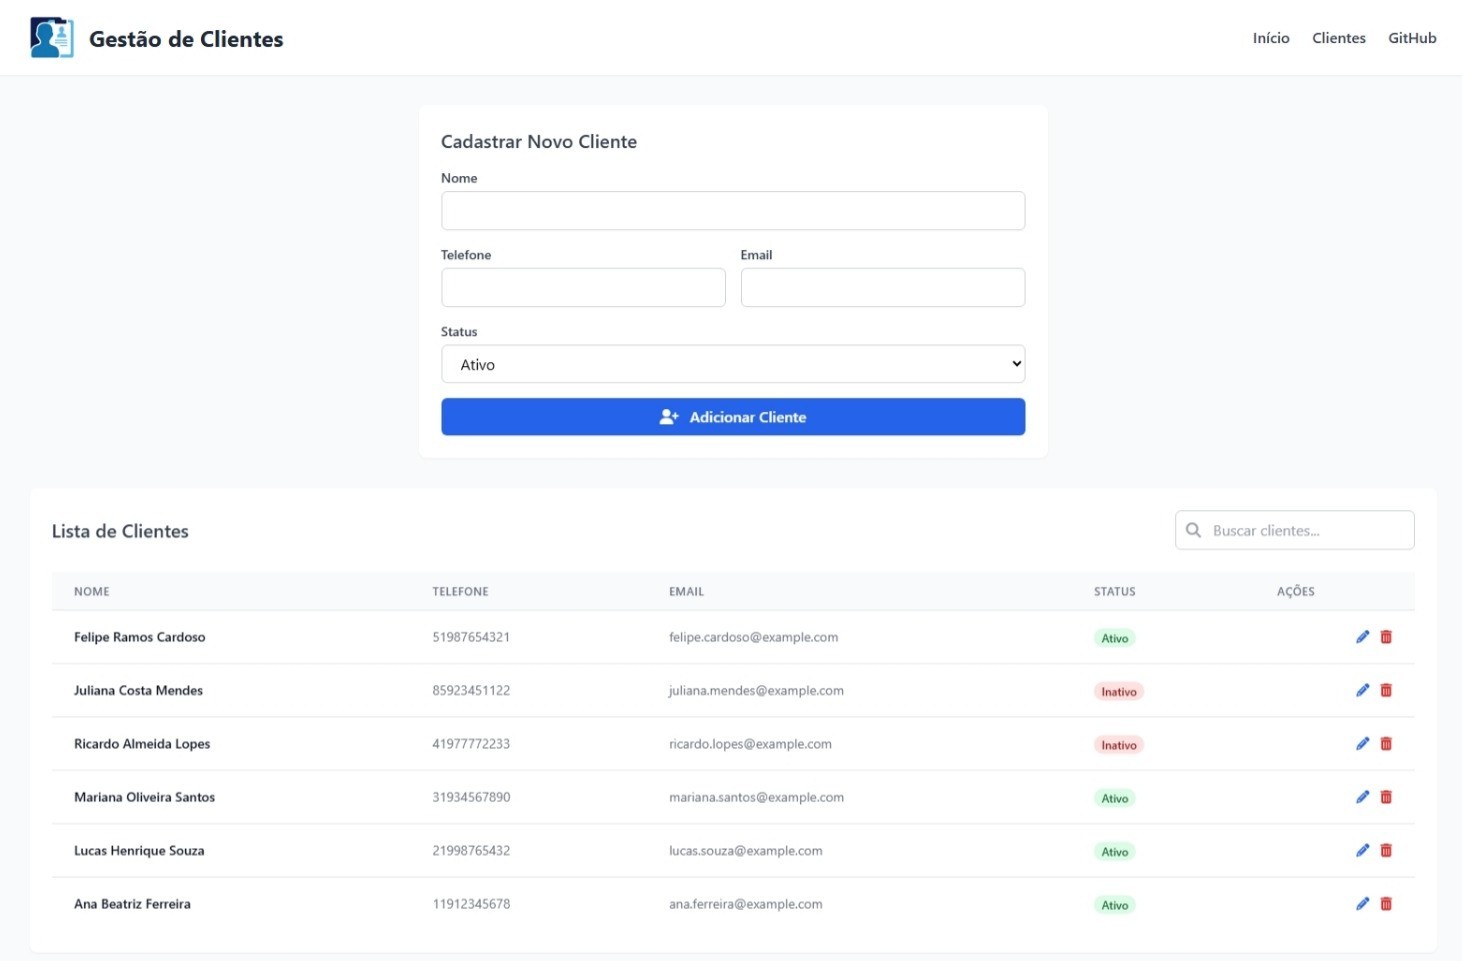 Gestão de Clientes
Início Clientes GitHub
Cadastrar Novo Cliente
Nome
Telefone Email
Status
Ativo
Adicionar Cliente
Lista de Clientes
Buscar clientes...
NOME TELEFONE EMAIL STATUS AÇÕES
Felipe Ramos Cardoso 51987654321 felipe.cardoso@example.com Ativo
Juliana Costa Mendes 85923451122 juliana.mendes@example.com Inativo
Ricardo Almeida Lopes 41977772233 ricardo.lopes@example.com Inativo
Mariana Oliveira Santos 31934567890 mariana.santos@example.com Ativo
Lucas Henrique Souza 21998765432 lucas.souza@example.com Ativo
Ana Beatriz Ferreira 11912345678 ana.ferreira@example.com Ativo